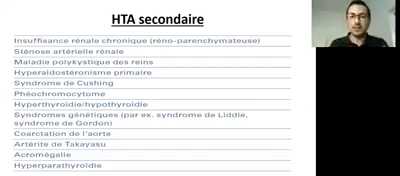 HTA secondaire
Insuffisance rénale chronique (réno-parenchymateuse)
Sténose artérielle rénale
Maladie polykystique des reins
Hyperaldostéronisme primaire
Syndrome de Cushing
Phéochromocytome
Hyperthyroïdie/hypothyroïdie
Syndromes génétiques (par ex. syndrome de Liddle,
syndrome de Gordon)
Coarctation de l'aorte
Artérite de Takayasu
Acromégalie
Hyperparathyroïdie